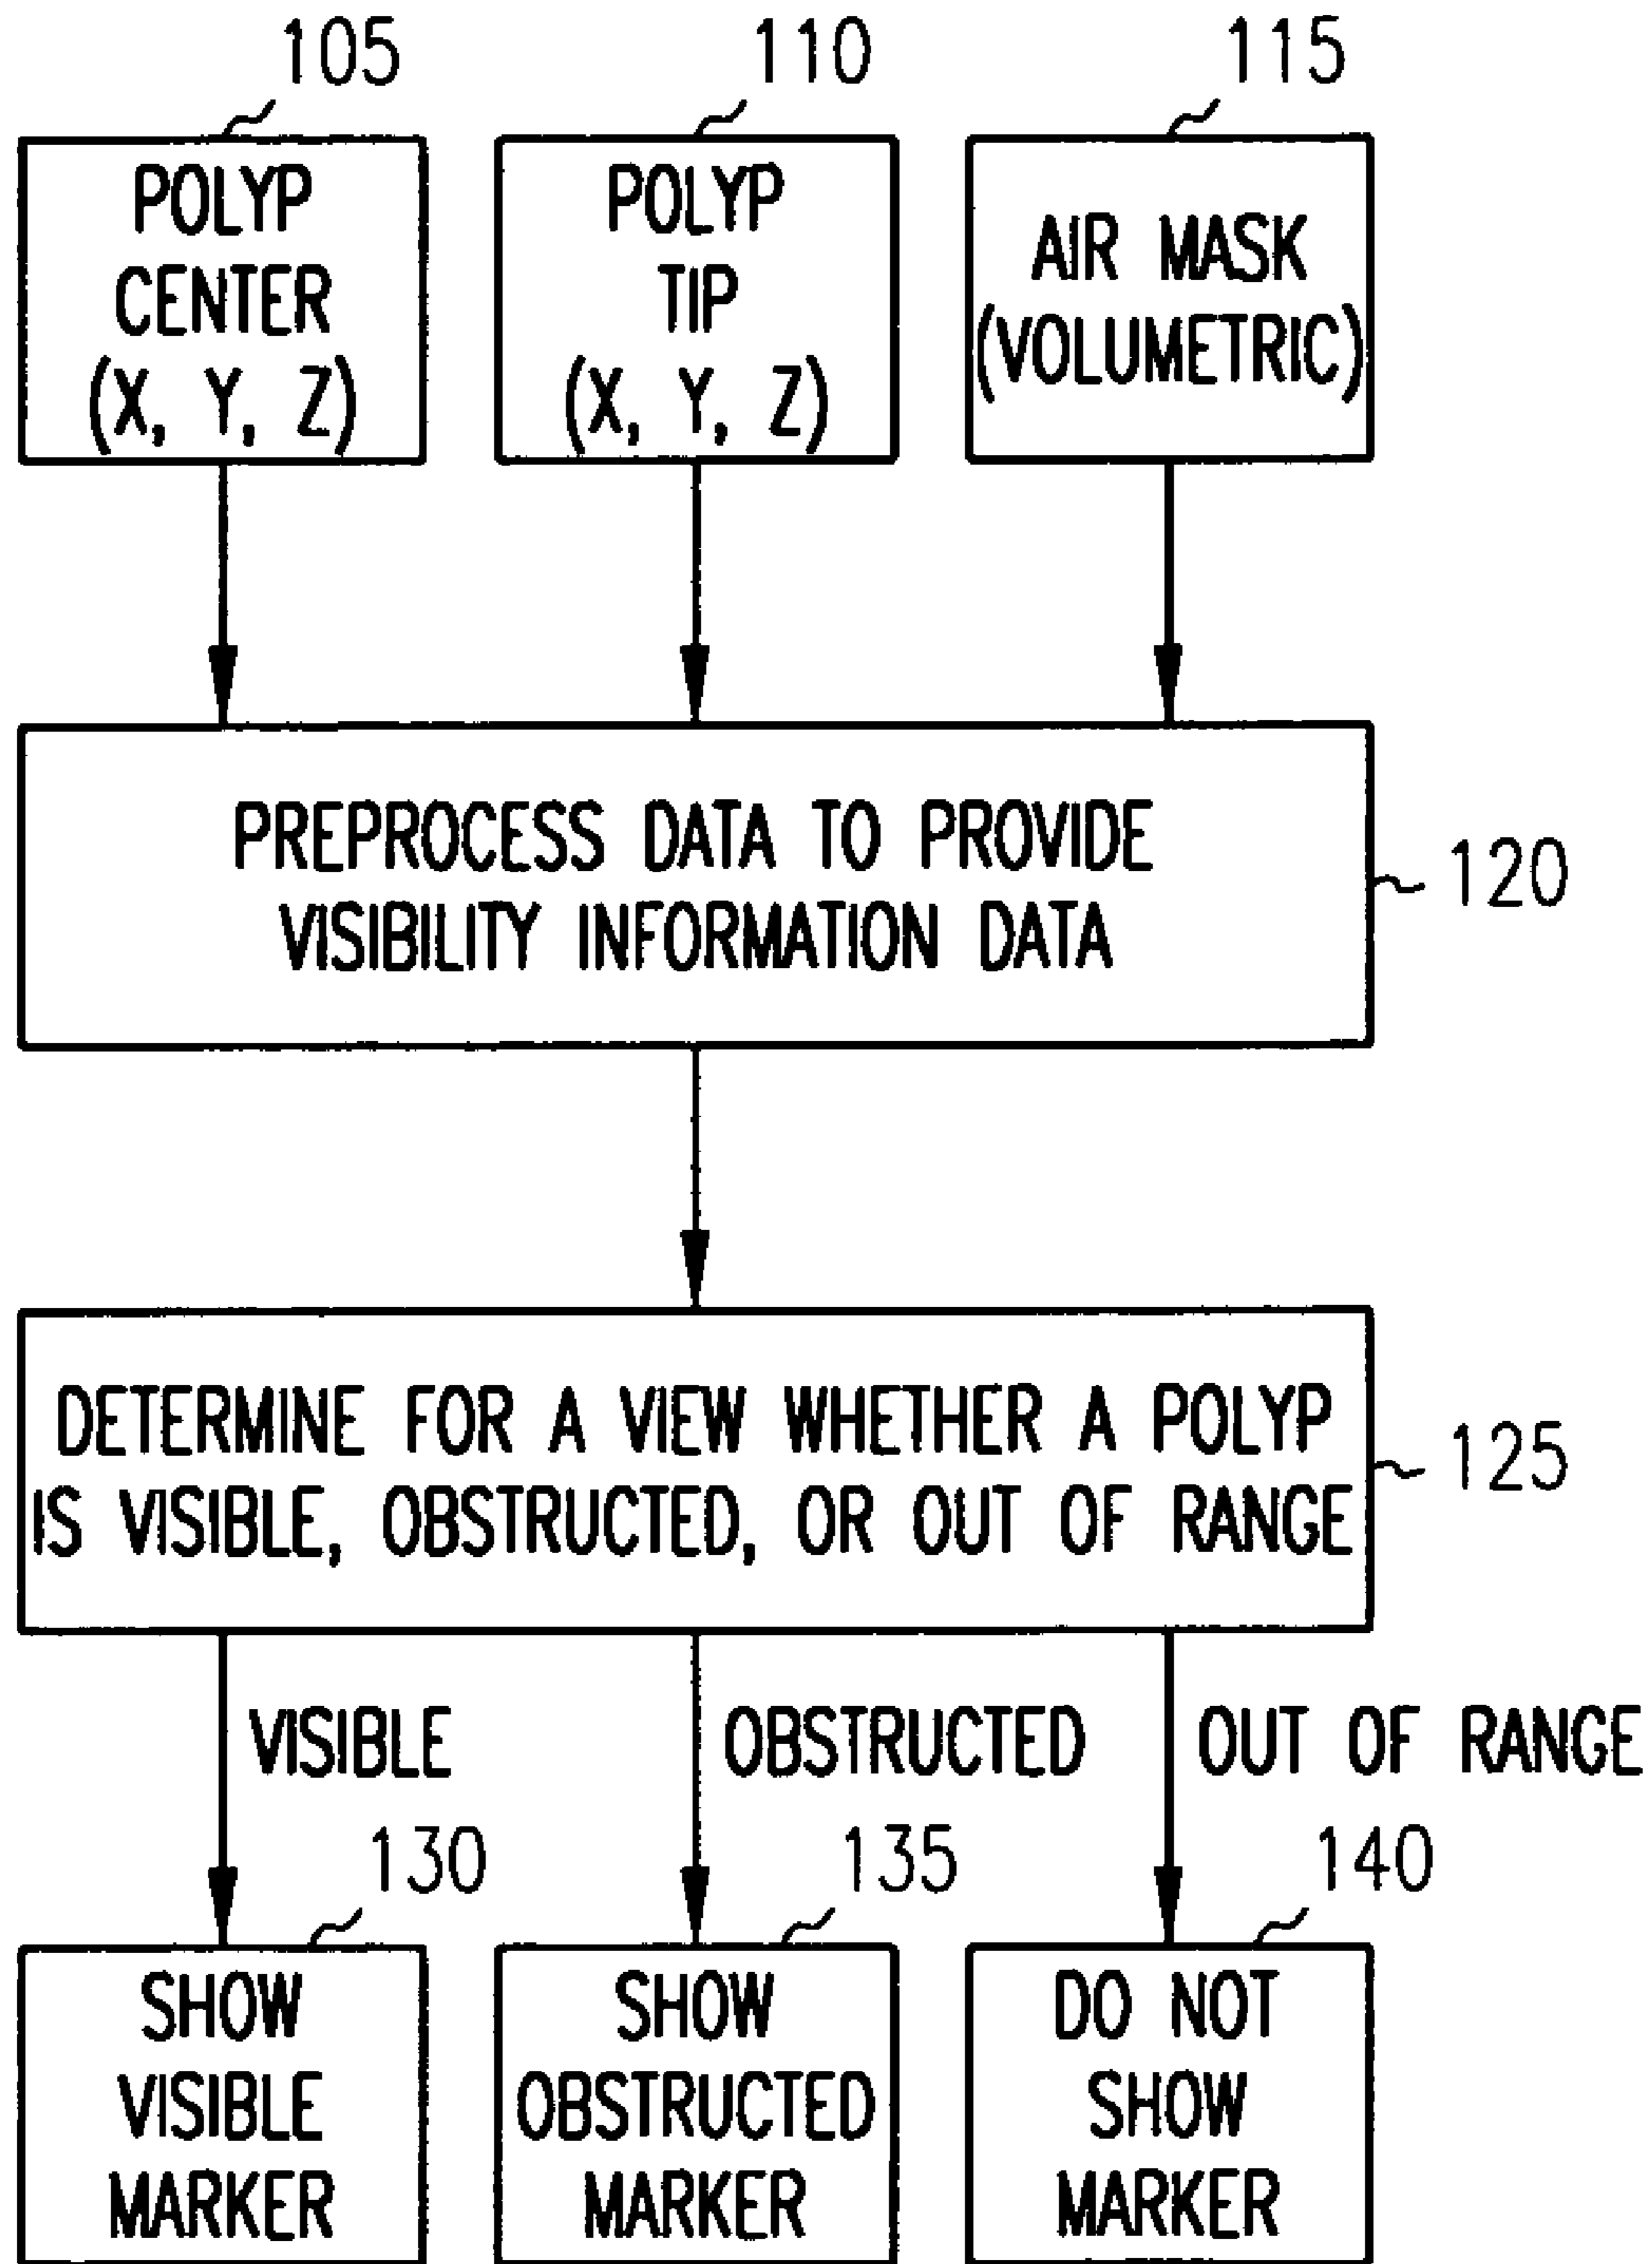 105
110
115
POLYP
CENTER
(X, Y, Z)
POLYP
TIP
(X, Y, Z)
AIR MASK
(VOLUMETRIC)
PREPROCESS DATA TO PROVIDE
VISIBILITY INFORMATION DATA
120
DETERMINE FOR A VIEW WHETHER A POLYP
IS VISIBLE, OBSTRUCTED, OR OUT OF RANGE
125
VISIBLE
OBSTRUCTED
OUT OF RANGE
130
135
140
SHOW
VISIBLE
MARKER
SHOW
OBSTRUCTED
MARKER
DO NOT
SHOW
MARKER